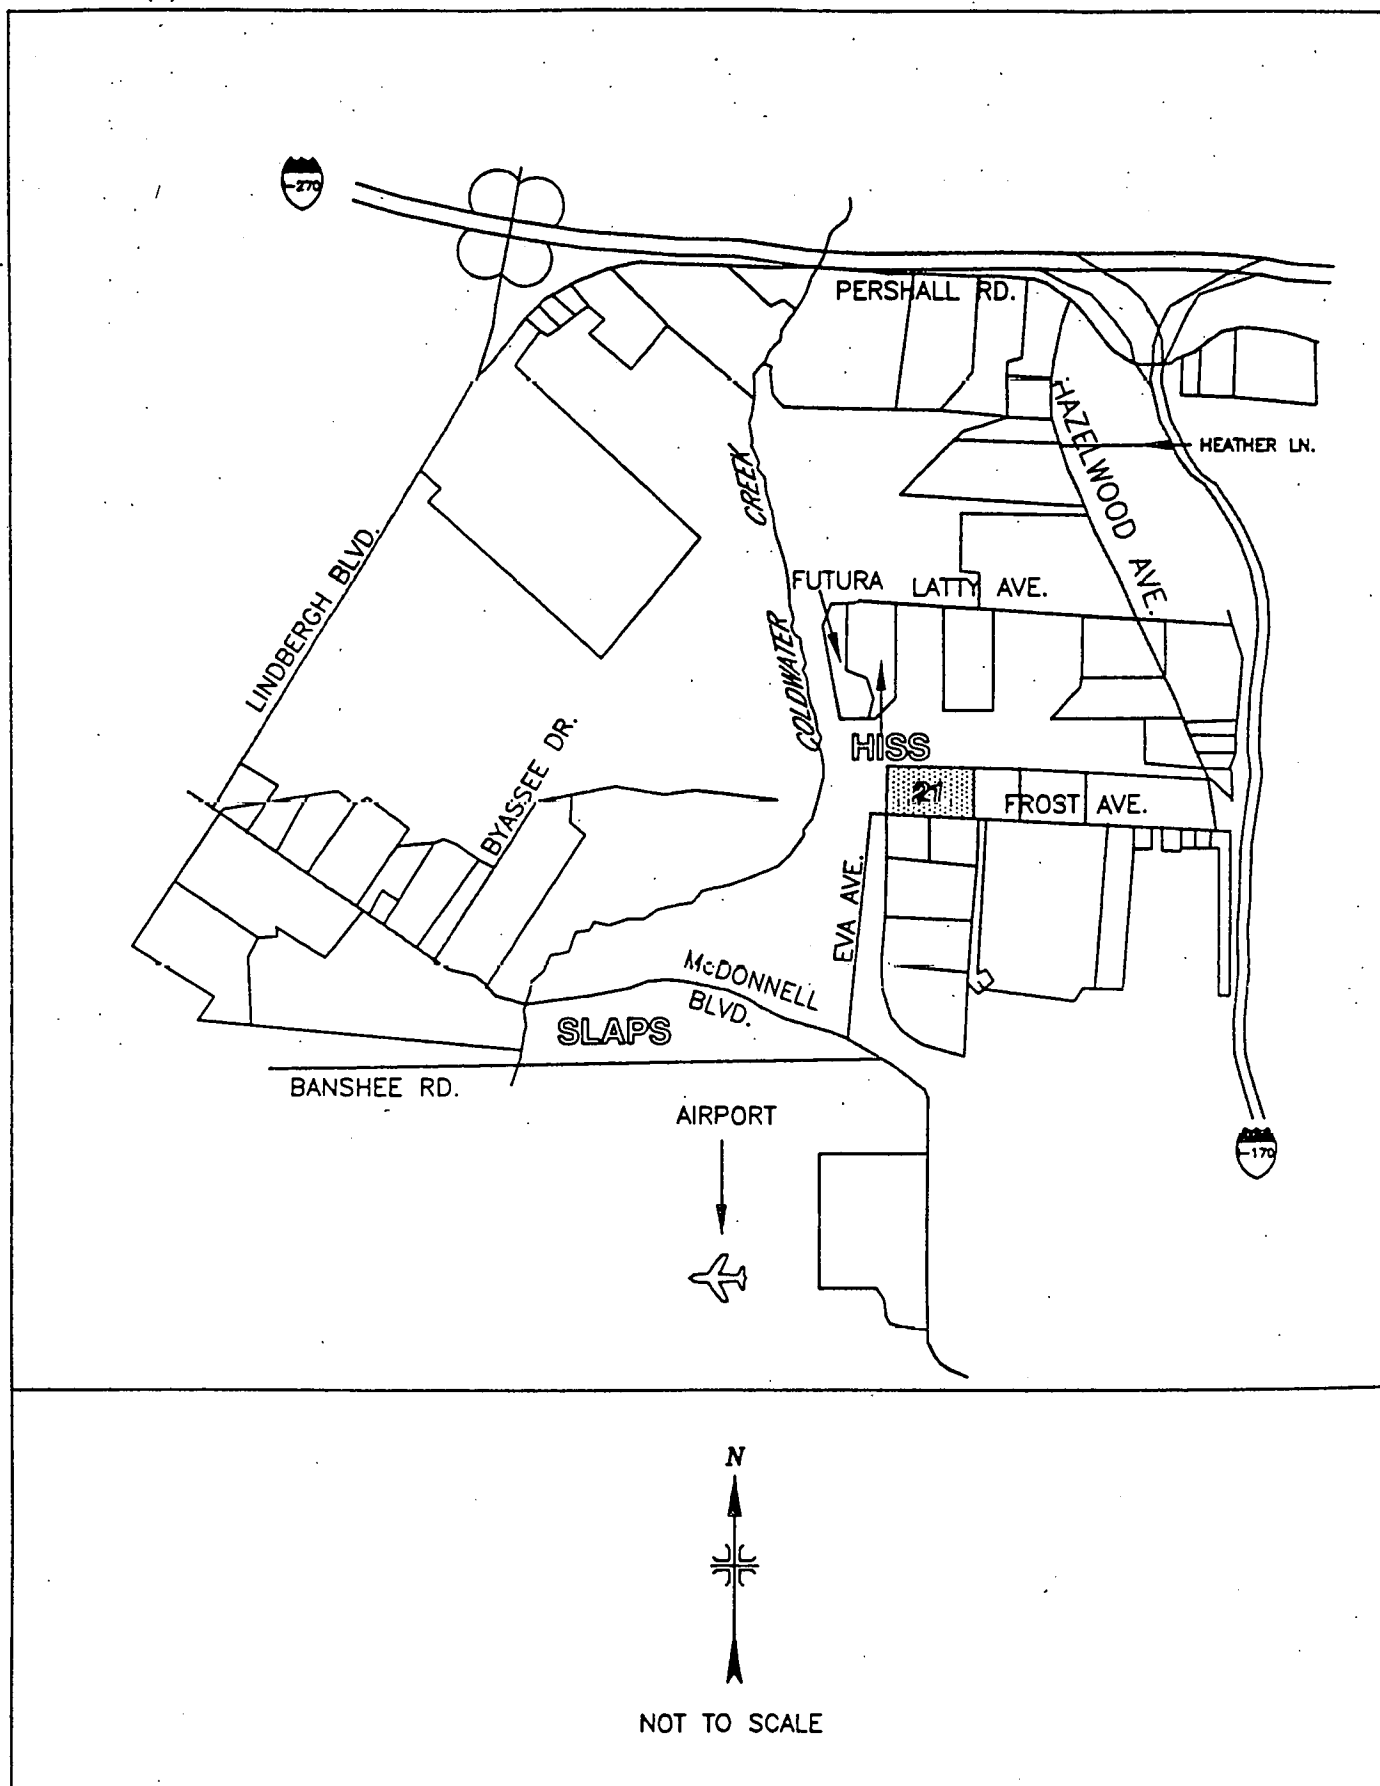 I-270
PERSHALL RD.
HAZELWOOD AVE.
HEATHER LN.
CREEK
COLDWATER
LINDBERGH BLVD.
FUTURA
LATTY AVE.
BYASSEE DR.
HISS
21
FROST AVE.
EVA AVE.
McDONNELL
BLVD.
SLAPS
BANSHEE RD.
AIRPORT
I-170
N
NOT TO SCALE